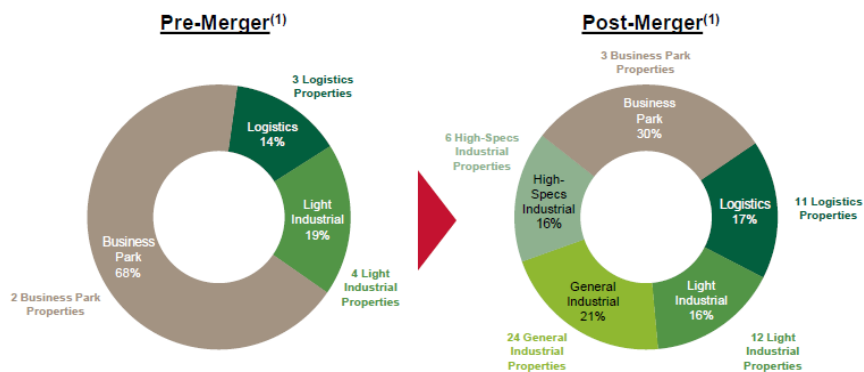 Pre-Merger(1)
3 Logistics
Properties
Logistics
14%
Light
Industrial
19%
Business
Park
68%
2 Business Park
Properties
4 Light
Industrial
Properties
Post-Merger(1)
3 Business Park
Properties
Business
Park
30%
6 High-Specs
Industrial
Properties
High-
Specs
Industrial
16%
Logistics
17%
11 Logistics
Properties
General
Industrial
21%
Light
Industrial
16%
24 General
Industrial
Properties
12 Light
Industrial
Properties